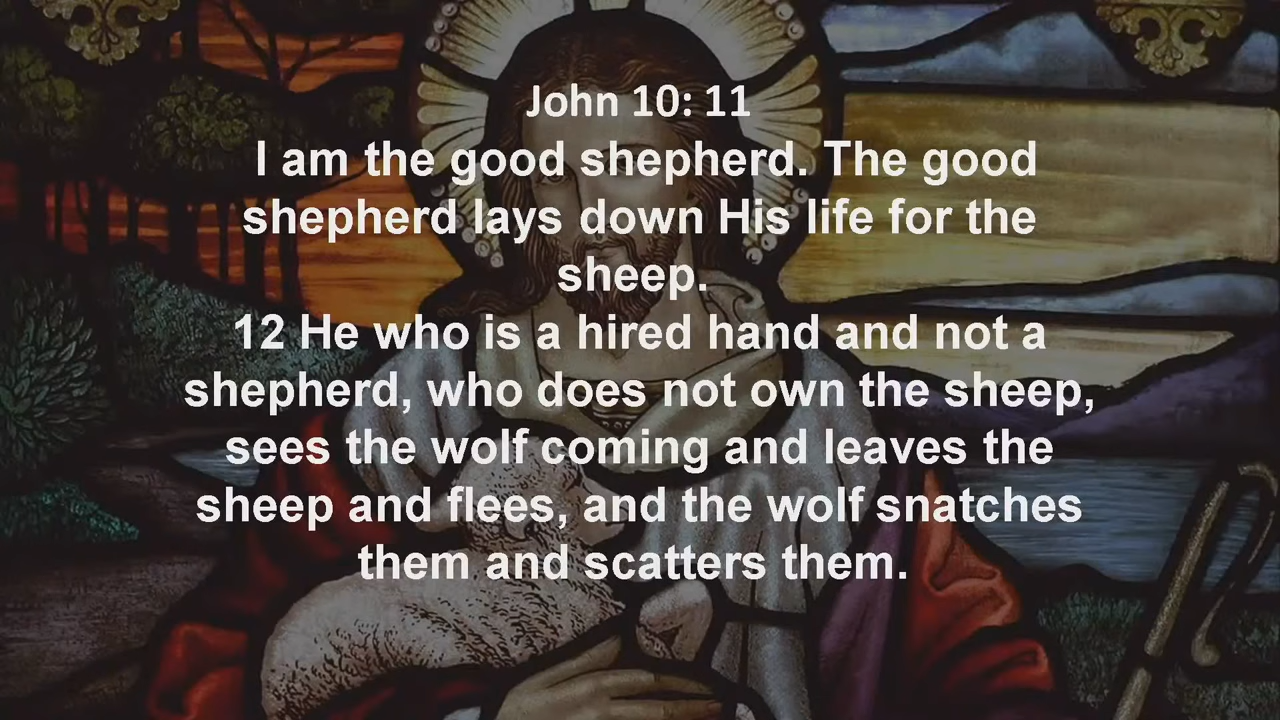 John 10: 11
I am the good shepherd. The good
shepherd lays down His life for the
sheep.
12 He who is a hired hand and not a
shepherd, who does not own the sheep,
sees the wolf coming and leaves the
sheep and flees, and the wolf snatches
them and scatters them.